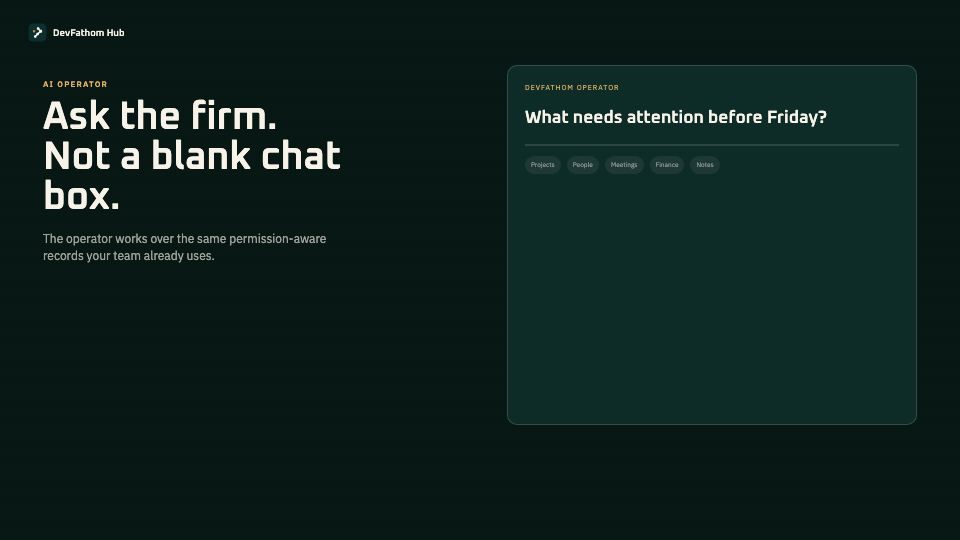 DevFathom Hub
AI OPERATOR
Ask the firm.
Not a blank chat
box.
The operator works over the same permission-aware
records your team already uses.
DEVFATHOM OPERATOR
What needs attention before Friday?
Projects People Meetings Finance Notes